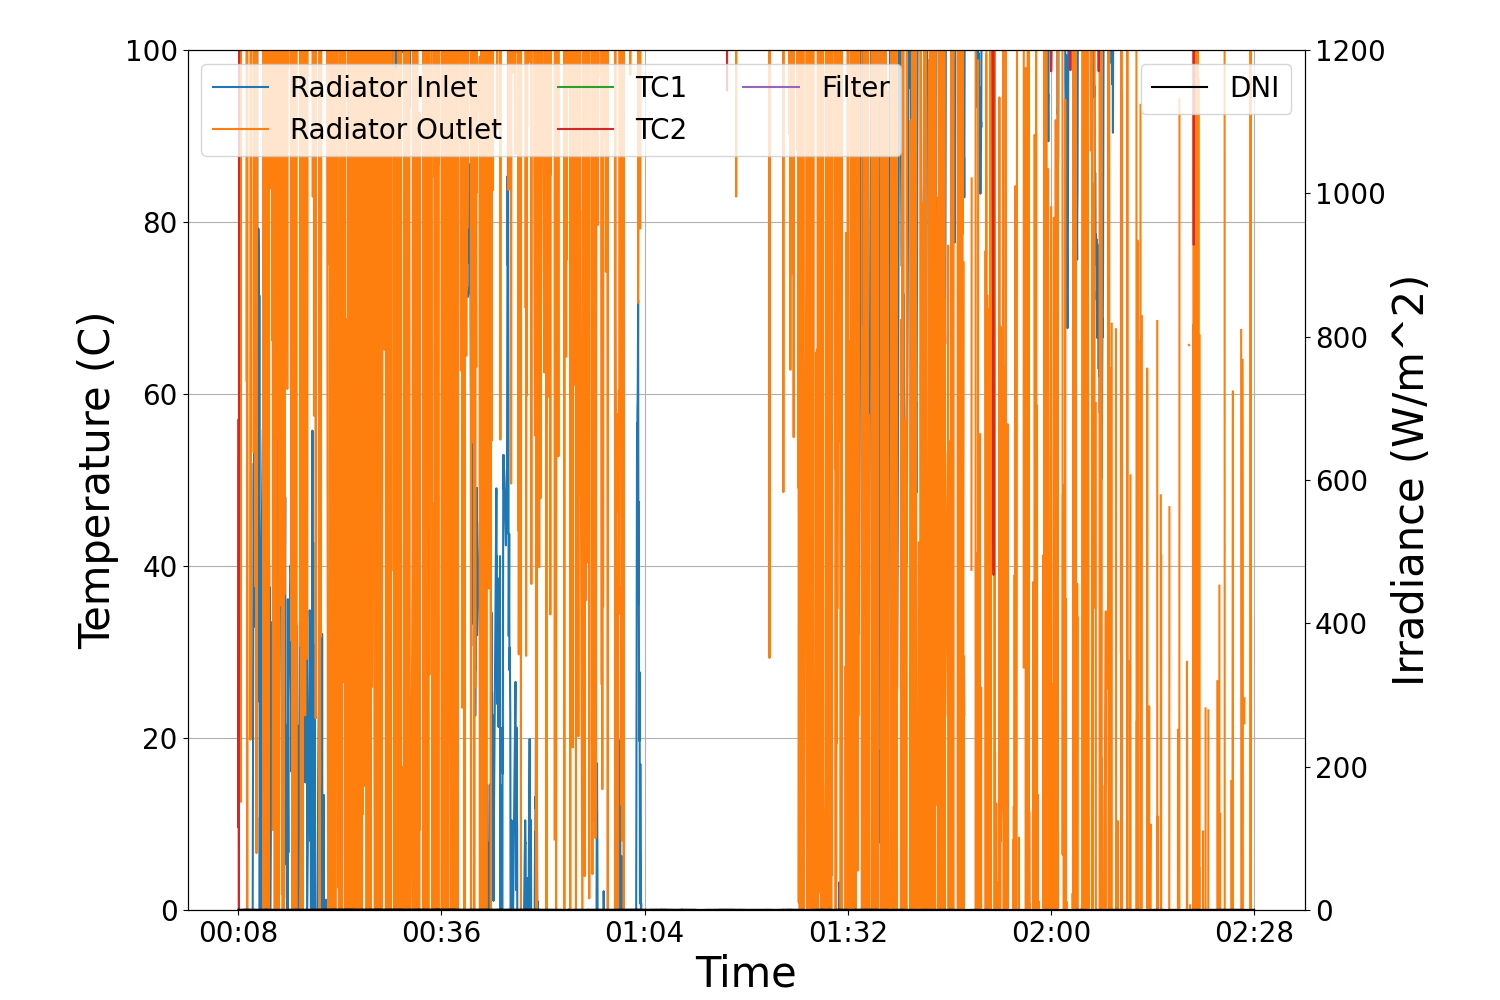 Radiator Inlet
Radiator Outlet
TC1
TC2
Filter
DNI
100
80
60
40
20
0
Temperature (C)
1200
1000
800
600
400
200
0
Irradiance (W/m^2)
00:08 00:36 01:04 01:32 02:00 02:28
Time